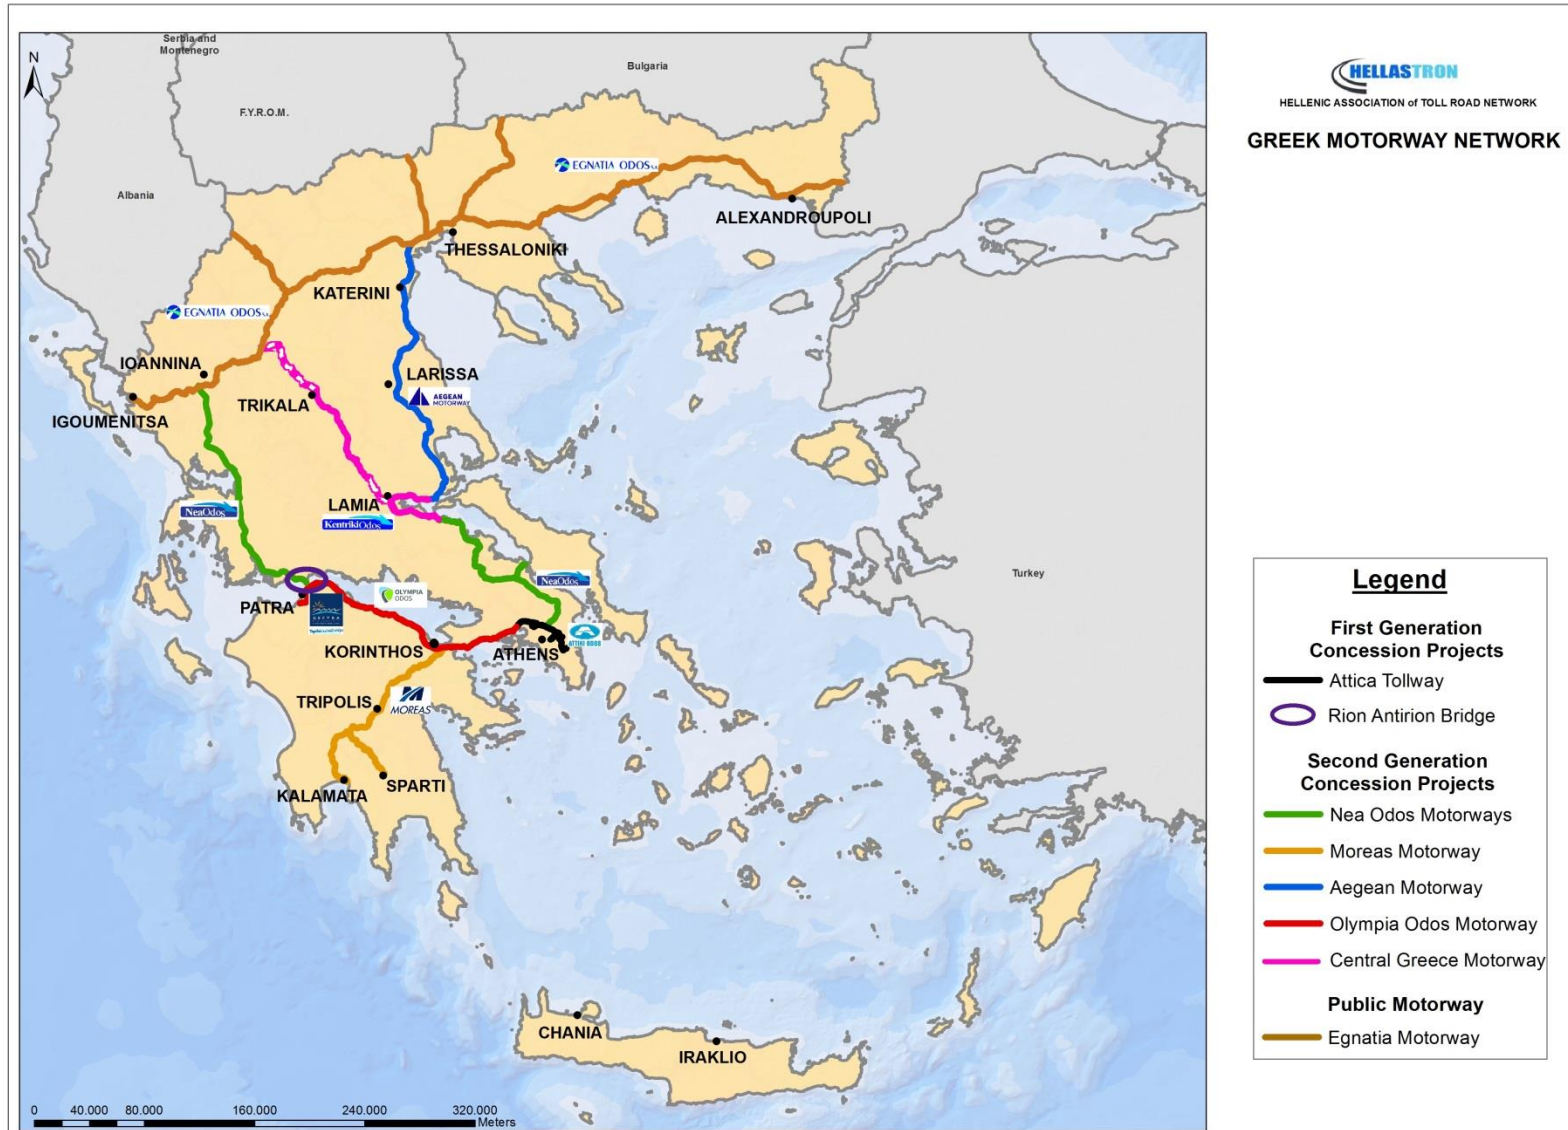 Serbia and
Montenegro
N
Bulgaria
F.Y.R.O.M.
Albania
EGNATIA ODOS S.A.
ALEXANDROUPOLI
THESSALONIKI
KATERINI
EGNATIA ODOS S.A.
IOANNINA
LARISSA
AEGEAN
MOTORWAY
TRIKALA
IGOUMENITSA
LAMIA
NeaOdos
KentrikiOdos
Turkey
NeaOdos
OLYMPIA
ODOS
PATRA
GEFYRA
KORINTHOS
ATHENS
ATTIKI ODOS
TRIPOLIS
MOREAS
SPARTI
KALAMATA
CHANIA
IRAKLIO
0 40.000 80.000 160.000 240.000 320.000
Meters
HELLASTRON
HELLENIC ASSOCIATION of TOLL ROAD NETWORK
GREEK MOTORWAY NETWORK
Legend
First Generation
Concession Projects
Attica Tollway
Rion Antirion Bridge
Second Generation
Concession Projects
Nea Odos Motorways
Moreas Motorway
Aegean Motorway
Olympia Odos Motorway
Central Greece Motorway
Public Motorway
Egnatia Motorway